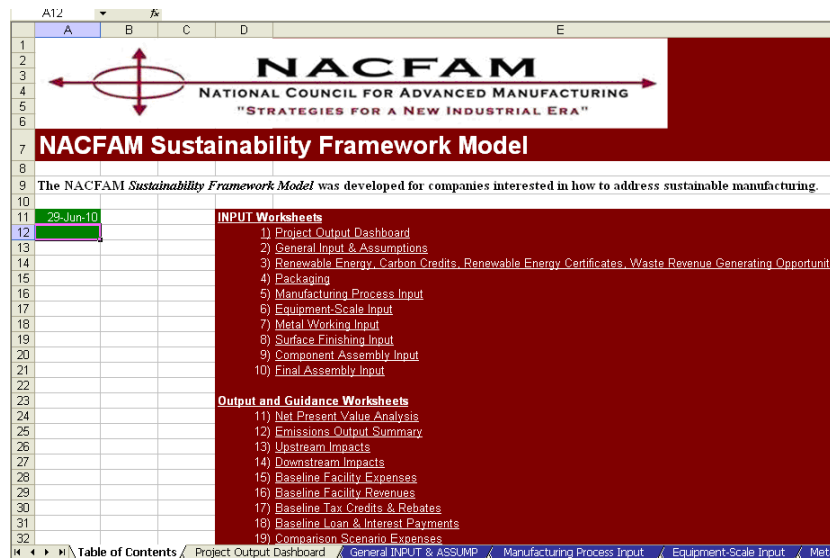 A12 fx
A B C D E
1
2 NACFAM
3
4 NATIONAL COUNCIL FOR ADVANCED MANUFACTURING
5 "STRATEGIES FOR A NEW INDUSTRIAL ERA"
6
7 NACFAM Sustainability Framework Model
8
9 The NACFAM Sustainability Framework Model was developed for companies interested in how to address sustainable manufacturing.
10
11 29-Jun-10 INPUT Worksheets
12 1) Project Output Dashboard
13 2) General Input & Assumptions
14 3) Renewable Energy, Carbon Credits, Renewable Energy Certificates, Waste Revenue Generating Opportunit
15 4) Packaging
16 5) Manufacturing Process Input
17 6) Equipment-Scale Input
18 7) Metal Working Input
19 8) Surface Finishing Input
20 9) Component Assembly Input
21 10) Final Assembly Input
22
23 Output and Guidance Worksheets
24 11) Net Present Value Analysis
25 12) Emissions Output Summary
26 13) Upstream Impacts
27 14) Downstream Impacts
28 15) Baseline Facility Expenses
29 16) Baseline Facility Revenues
30 17) Baseline Tax Credits & Rebates
31 18) Baseline Loan & Interest Payments
32 19) Comparison Scenario Expenses
Table of Contents Project Output Dashboard General INPUT & ASSUMP Manufacturing Process Input Equipment-Scale Input Met